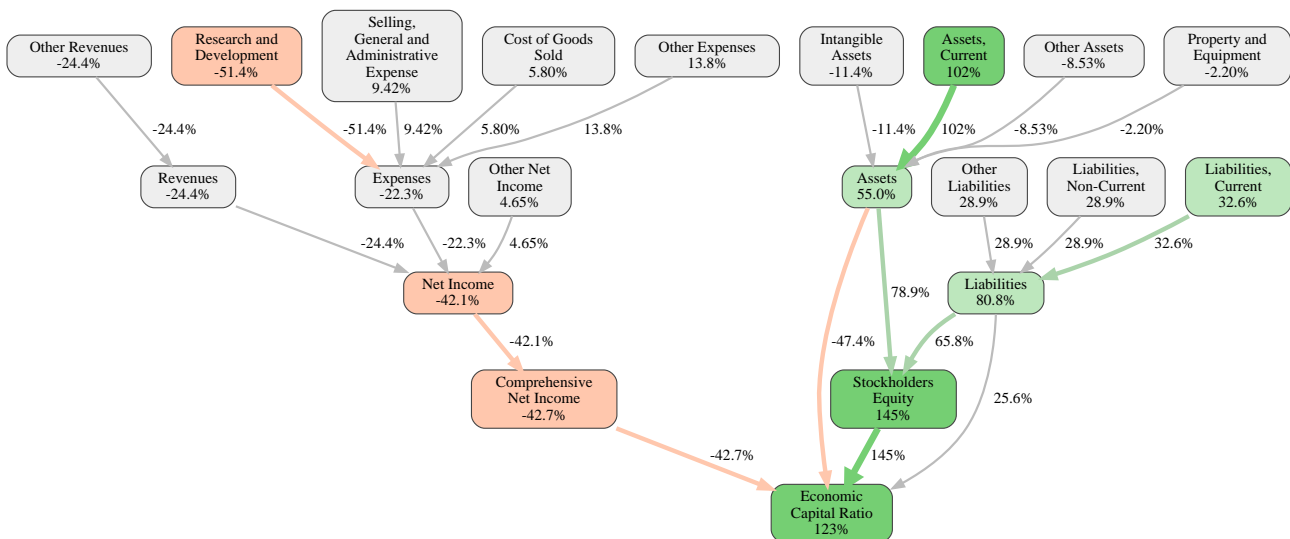 Other Revenues
-24.4%
Research and
Development
-51.4%
Selling,
General and
Administrative
Expense
9.42%
Cost of Goods
Sold
5.80%
Other Expenses
13.8%
Intangible
Assets
-11.4%
Assets,
Current
102%
Other Assets
-8.53%
Property and
Equipment
-2.20%
-24.4%
-51.4%
9.42%
5.80%
13.8%
-11.4%
102%
-8.53%
-2.20%
Revenues
-24.4%
Expenses
-22.3%
Other Net
Income
4.65%
Assets
55.0%
Other
Liabilities
28.9%
Liabilities,
Non-Current
28.9%
Liabilities,
Current
32.6%
-24.4%
-22.3%
4.65%
28.9%
28.9%
32.6%
Net Income
-42.1%
78.9%
Liabilities
80.8%
-42.1%
-47.4%
65.8%
Comprehensive
Net Income
-42.7%
Stockholders
Equity
145%
25.6%
-42.7%
145%
Economic
Capital Ratio
123%